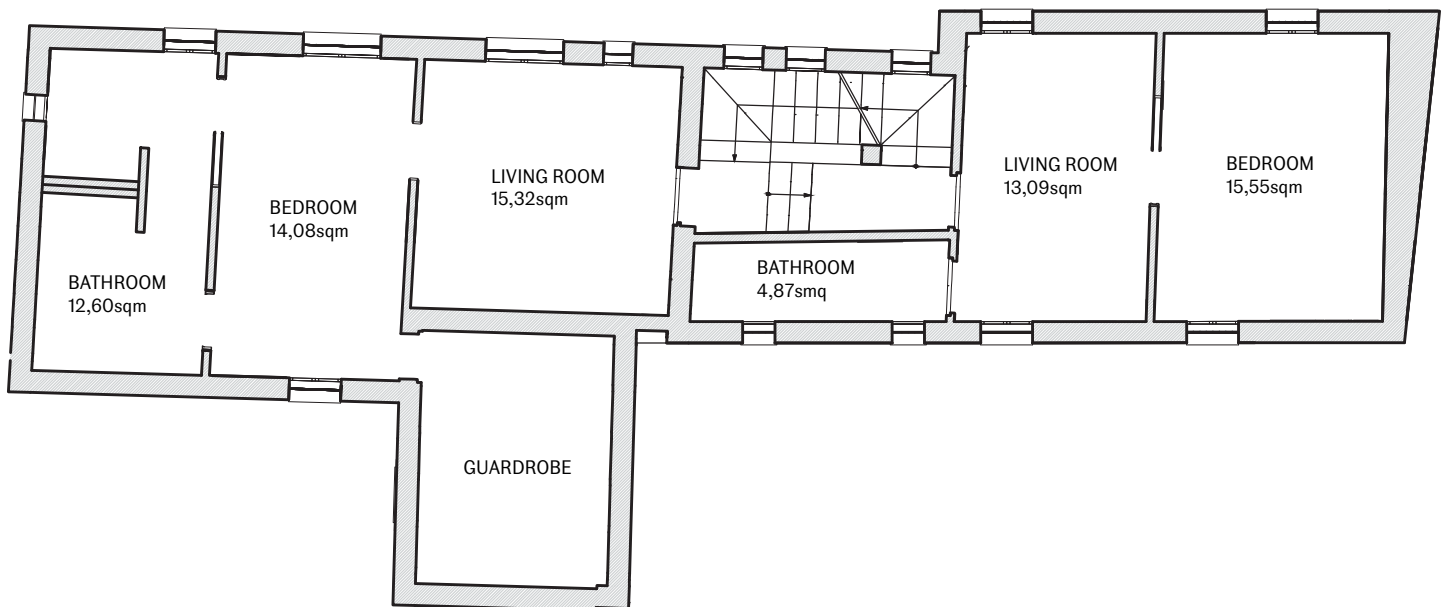 LIVING ROOM
15,32sqm
BEDROOM
14,08sqm
BATHROOM
12,60sqm
LIVING ROOM
13,09sqm
BEDROOM
15,55sqm
BATHROOM
4,87smq
GUARDROBE